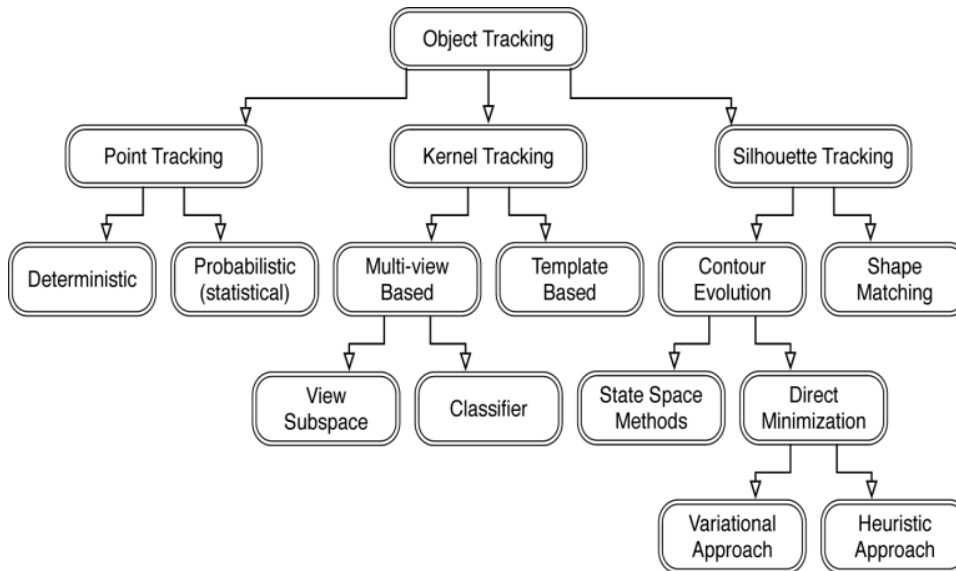 Object Tracking
Point Tracking
Kernel Tracking
Silhouette Tracking
Deterministic
Probabilistic
(statistical)
Multi-view
Based
Template
Based
Contour
Evolution
Shape
Matching
View
Subspace
Classifier
State Space
Methods
Direct
Minimization
Variational
Approach
Heuristic
Approach